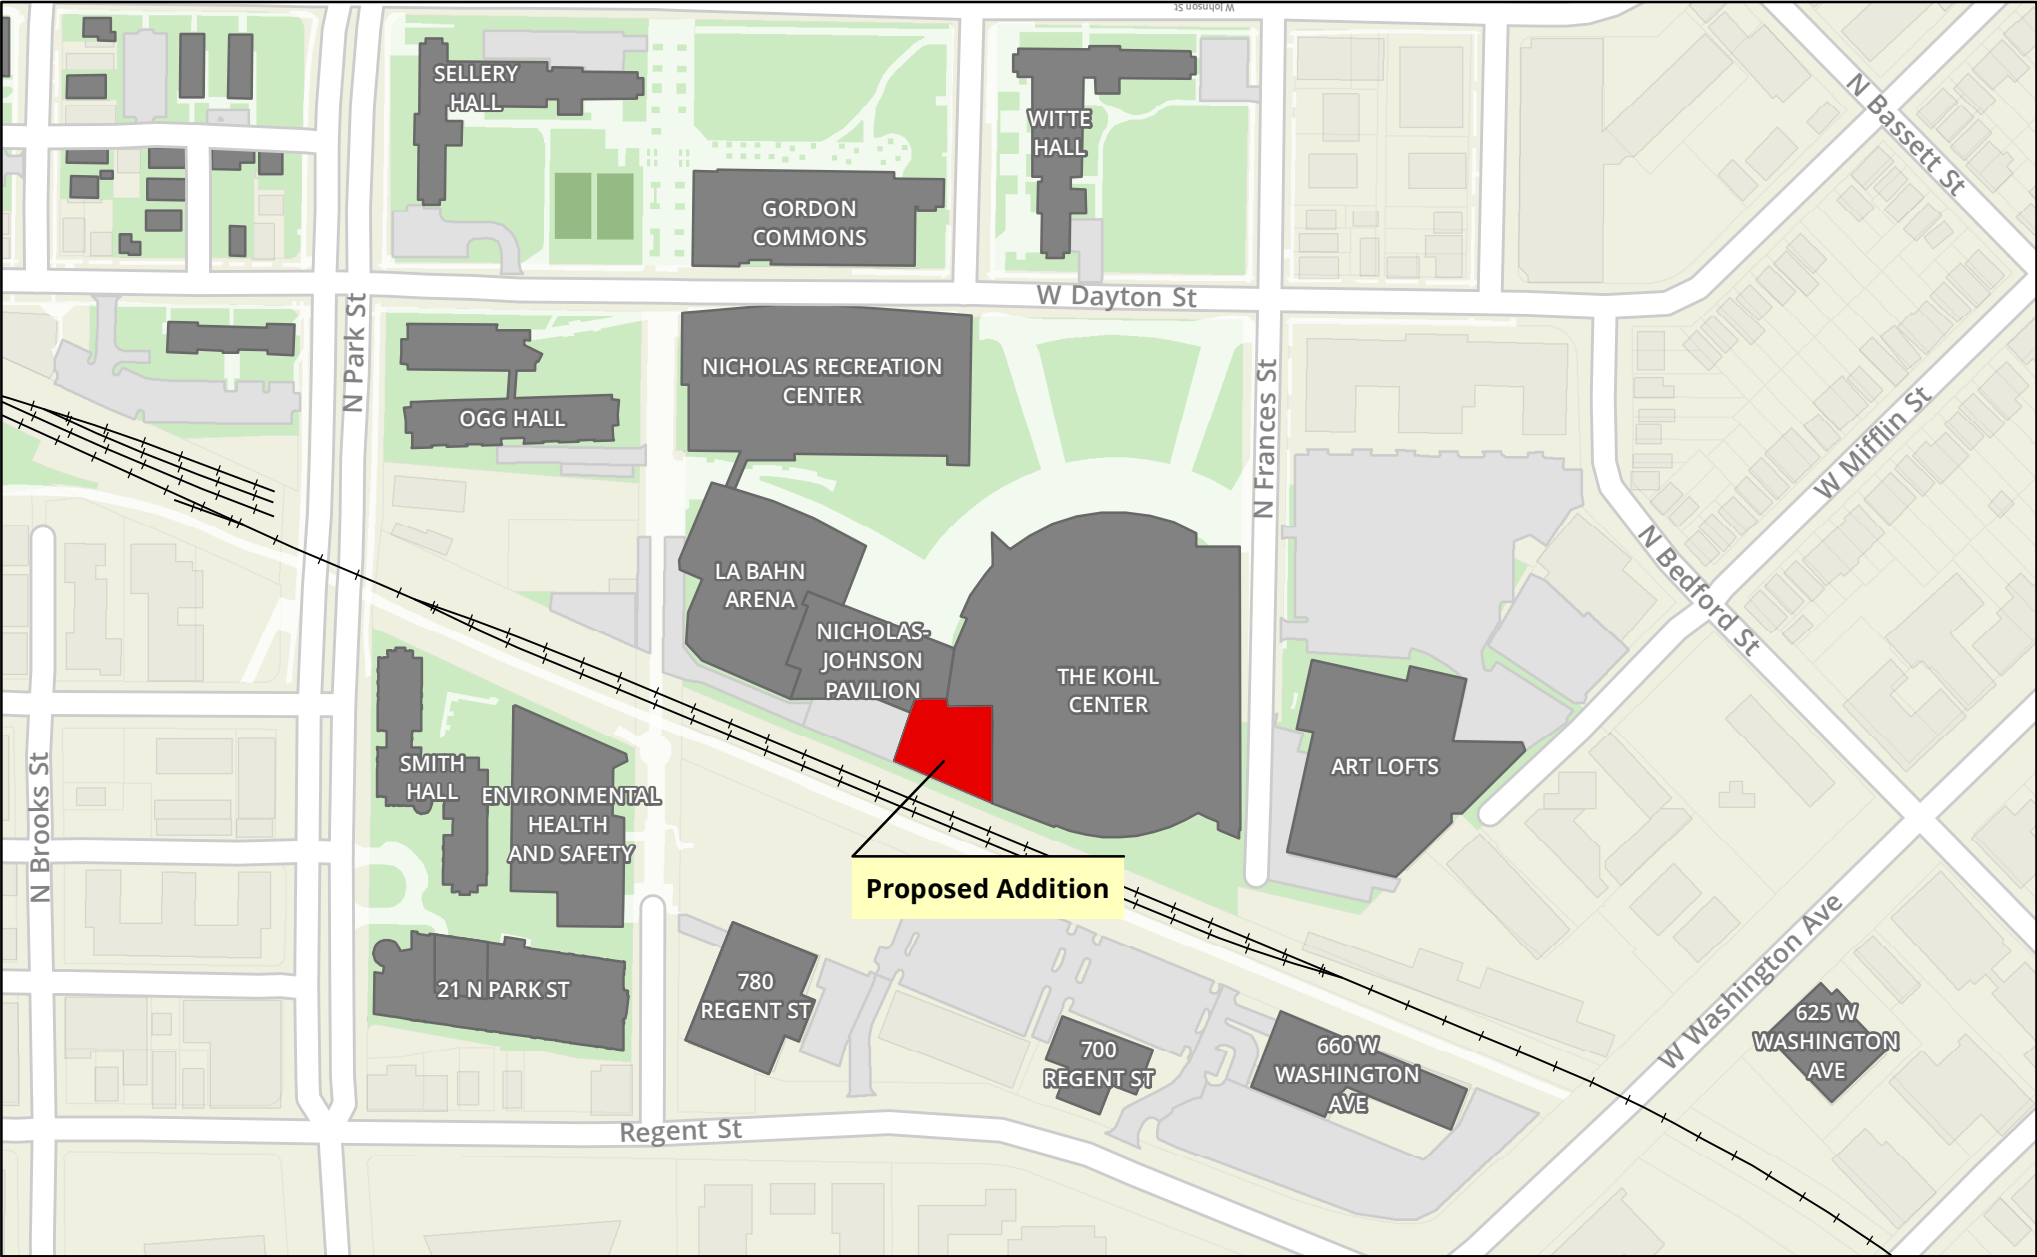 W Johnson St
SELLERY
HALL
WITTE
HALL
GORDON
COMMONS
N Bassett St
W Dayton St
N Park St
NICHOLAS RECREATION
CENTER
OGG HALL
N Frances St
W Mifflin St
N Bedford St
LA BAHN
ARENA
NICHOLAS-
JOHNSON
PAVILION
THE KOHL
CENTER
SMITH
HALL
ENVIRONMENTAL
HEALTH
AND SAFETY
ART LOFTS
N Brooks St
Proposed Addition
W Washington Ave
21 N PARK ST
780
REGENT ST
700
REGENT ST
660 W
WASHINGTON
AVE
625 W
WASHINGTON
AVE
Regent St